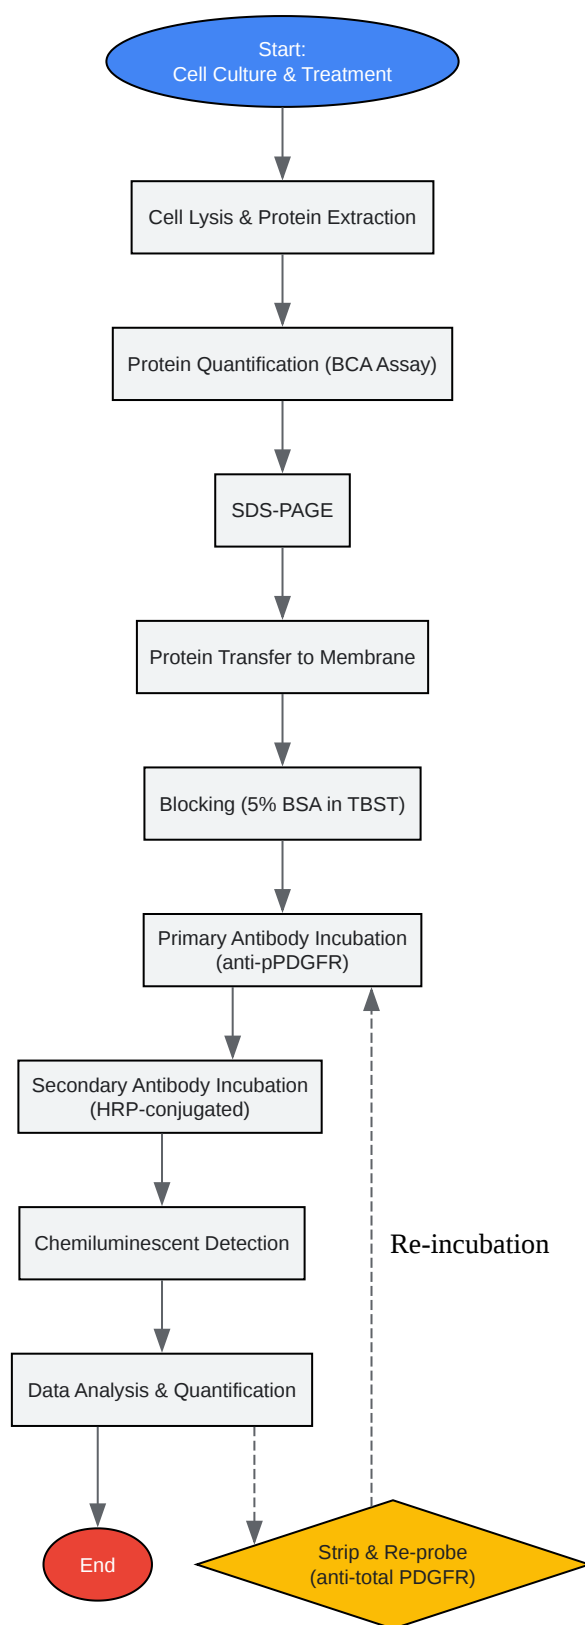 Start:
Cell Culture & Treatment
Cell Lysis & Protein Extraction
Protein Quantification (BCA Assay)
SDS-PAGE
Protein Transfer to Membrane
Blocking (5% BSA in TBST)
Primary Antibody Incubation
(anti-pPDGFR)
Secondary Antibody Incubation
(HRP-conjugated)
Chemiluminescent Detection
Re-incubation
Data Analysis & Quantification
End
Strip & Re-probe
(anti-total PDGFR)